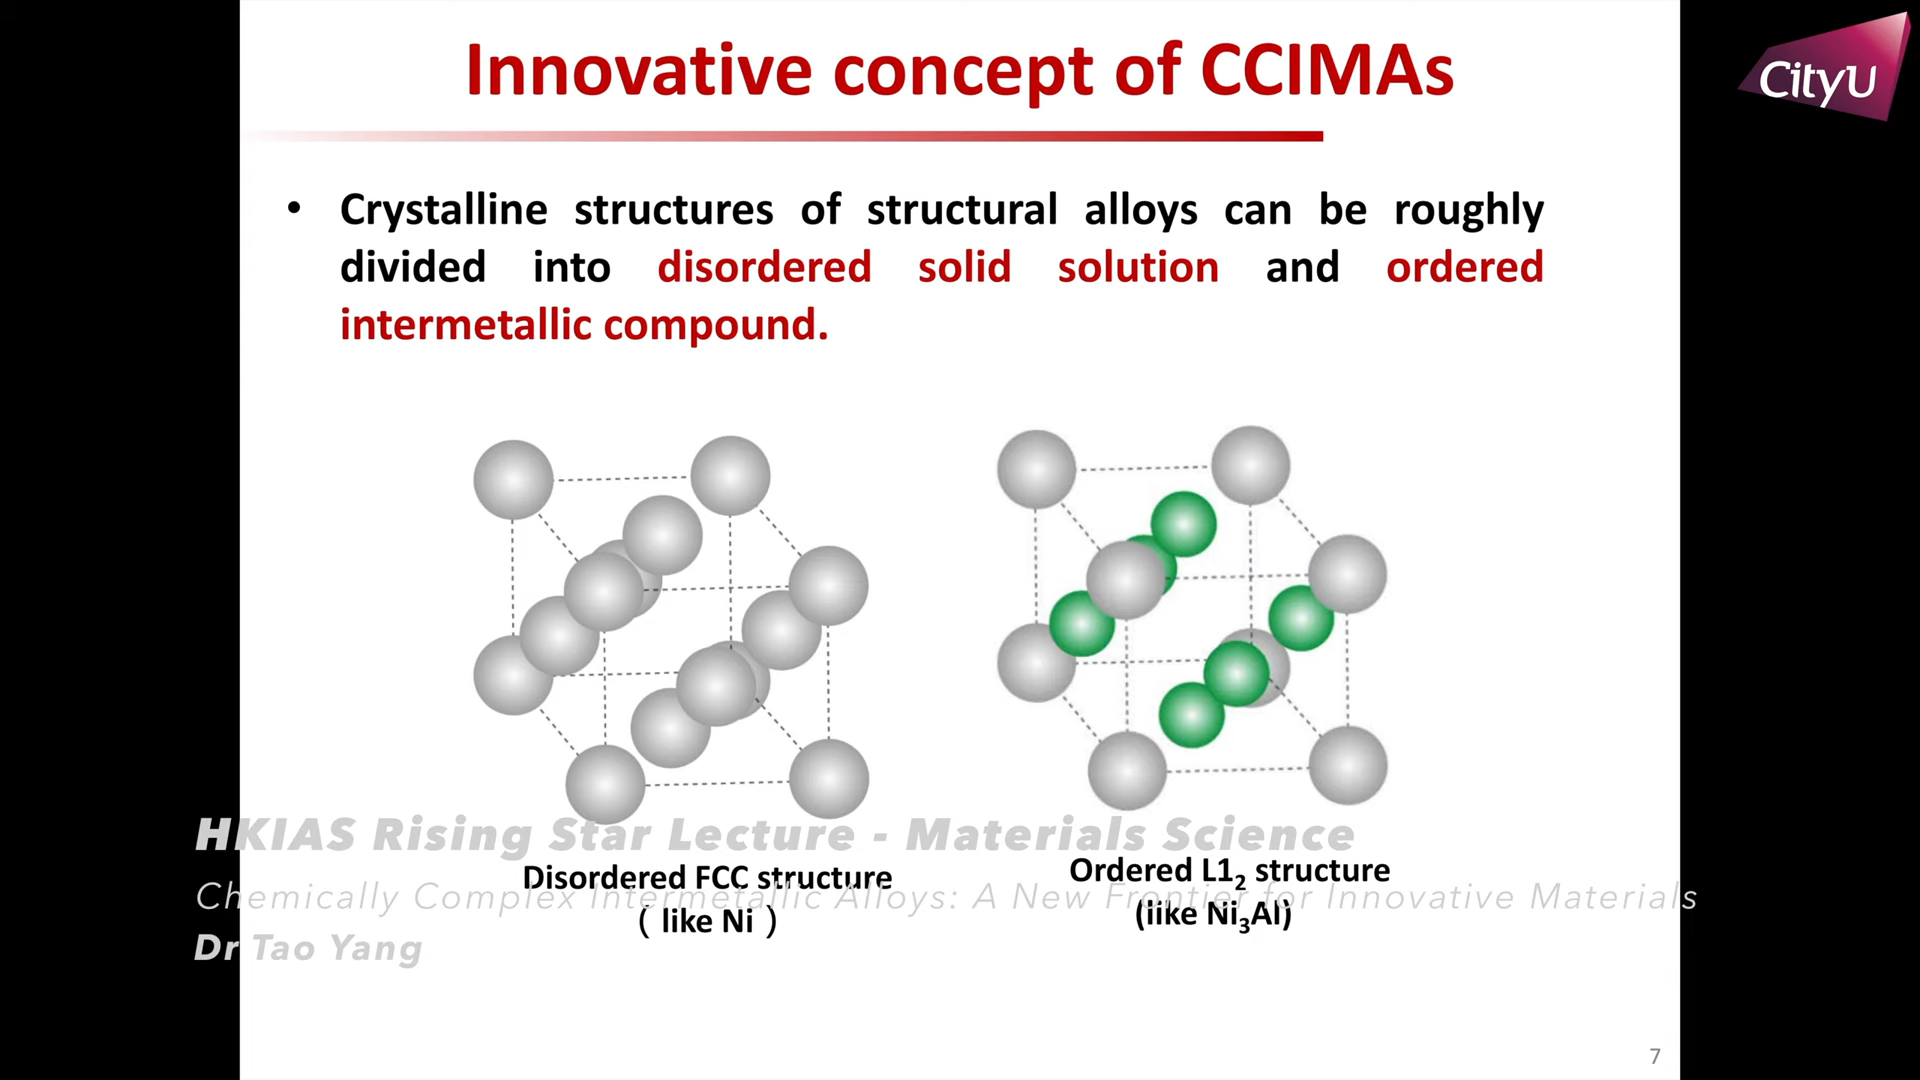 Innovative concept of CCIMAs
CityU
• Crystalline structures of structural alloys can be roughly
divided into disordered solid solution and ordered
intermetallic compound.
HKIAS Rising Star Lecture - Materials Science
Disordered FCC structure
( like Ni )
Ordered L1₂ structure
(iike Ni₃Al)
Chemically Complex Intermetallic Alloys: A New Frontier for Innovative Materials
Dr Tao Yang
7